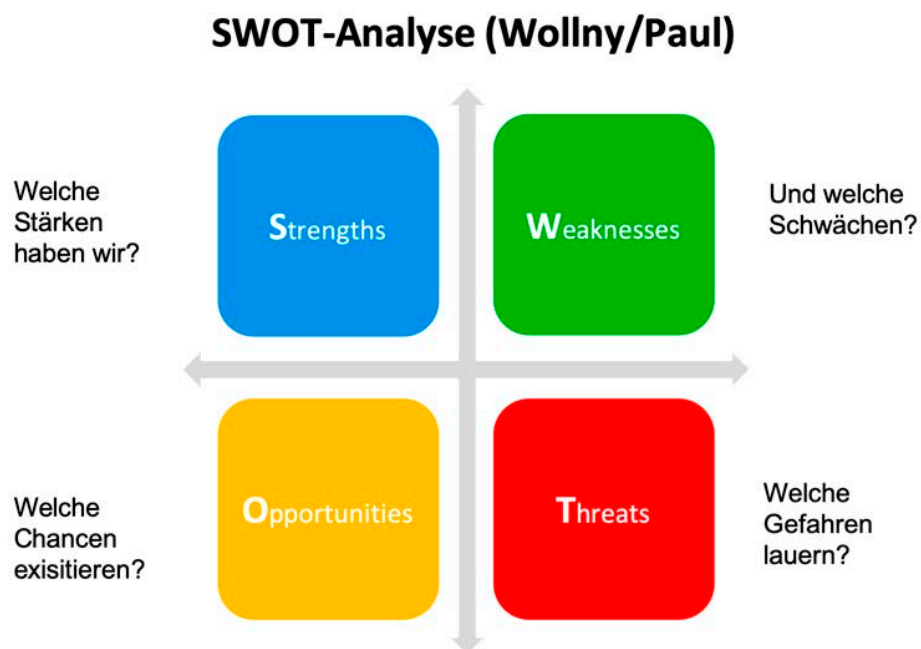 SWOT-Analyse (Wollny/Paul)
Welche
Stärken
haben wir?
Strengths
Weaknesses
Und welche
Schwächen?
Welche
Chancen
exisitieren?
Opportunities
Threats
Welche
Gefahren
lauern?